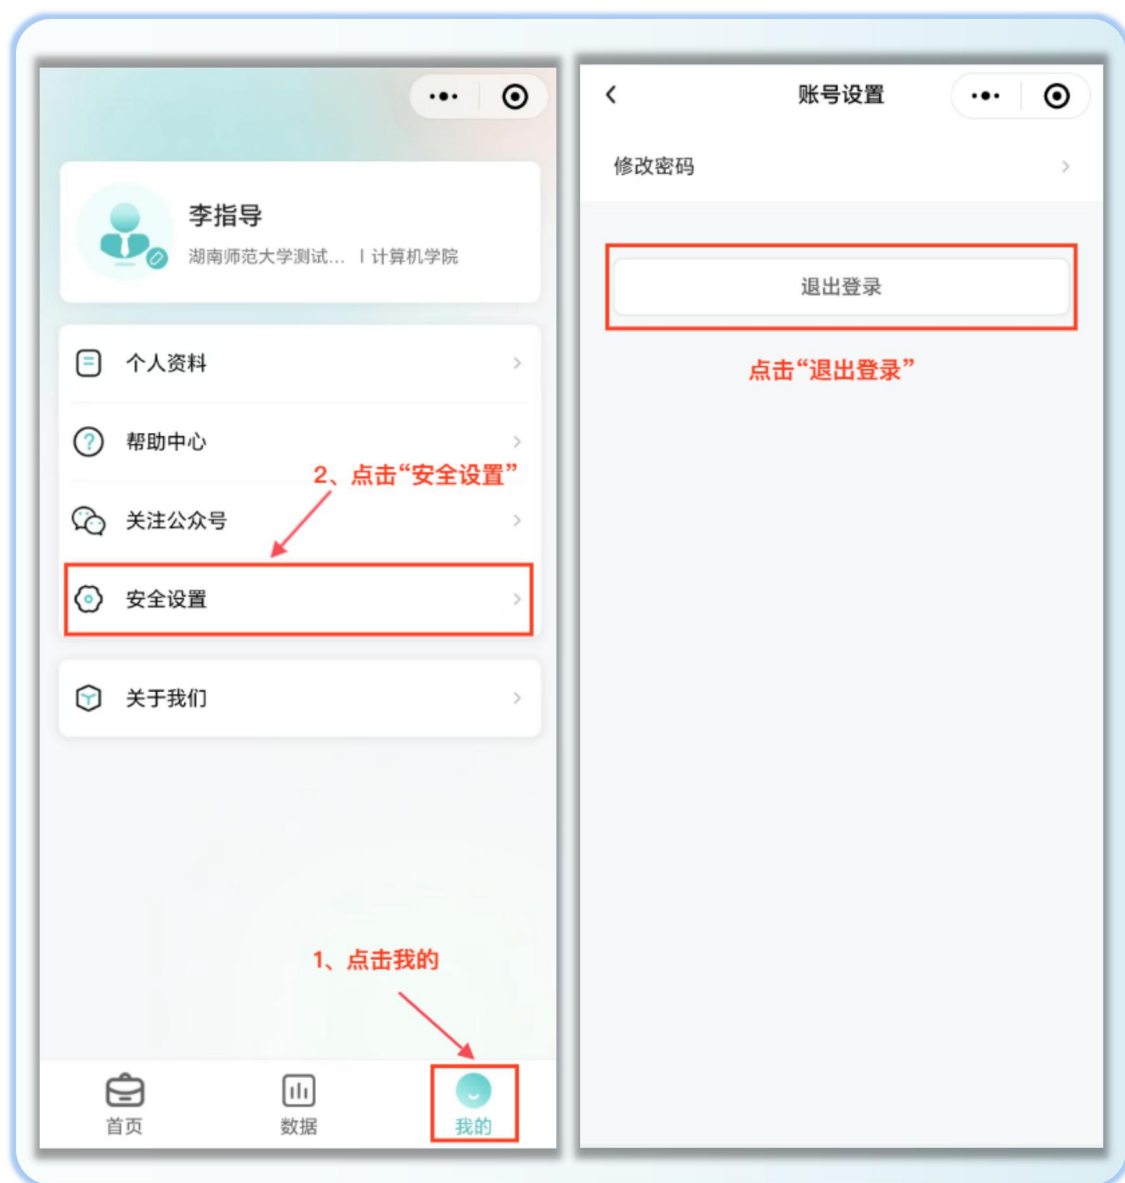 李指导
湖南师范大学测试... | 计算机学院
个人资料
帮助中心
2、点击“安全设置”
关注公众号
安全设置
关于我们
1、点击我的
首页
数据
我的
账号设置
修改密码
退出登录
点击“退出登录”